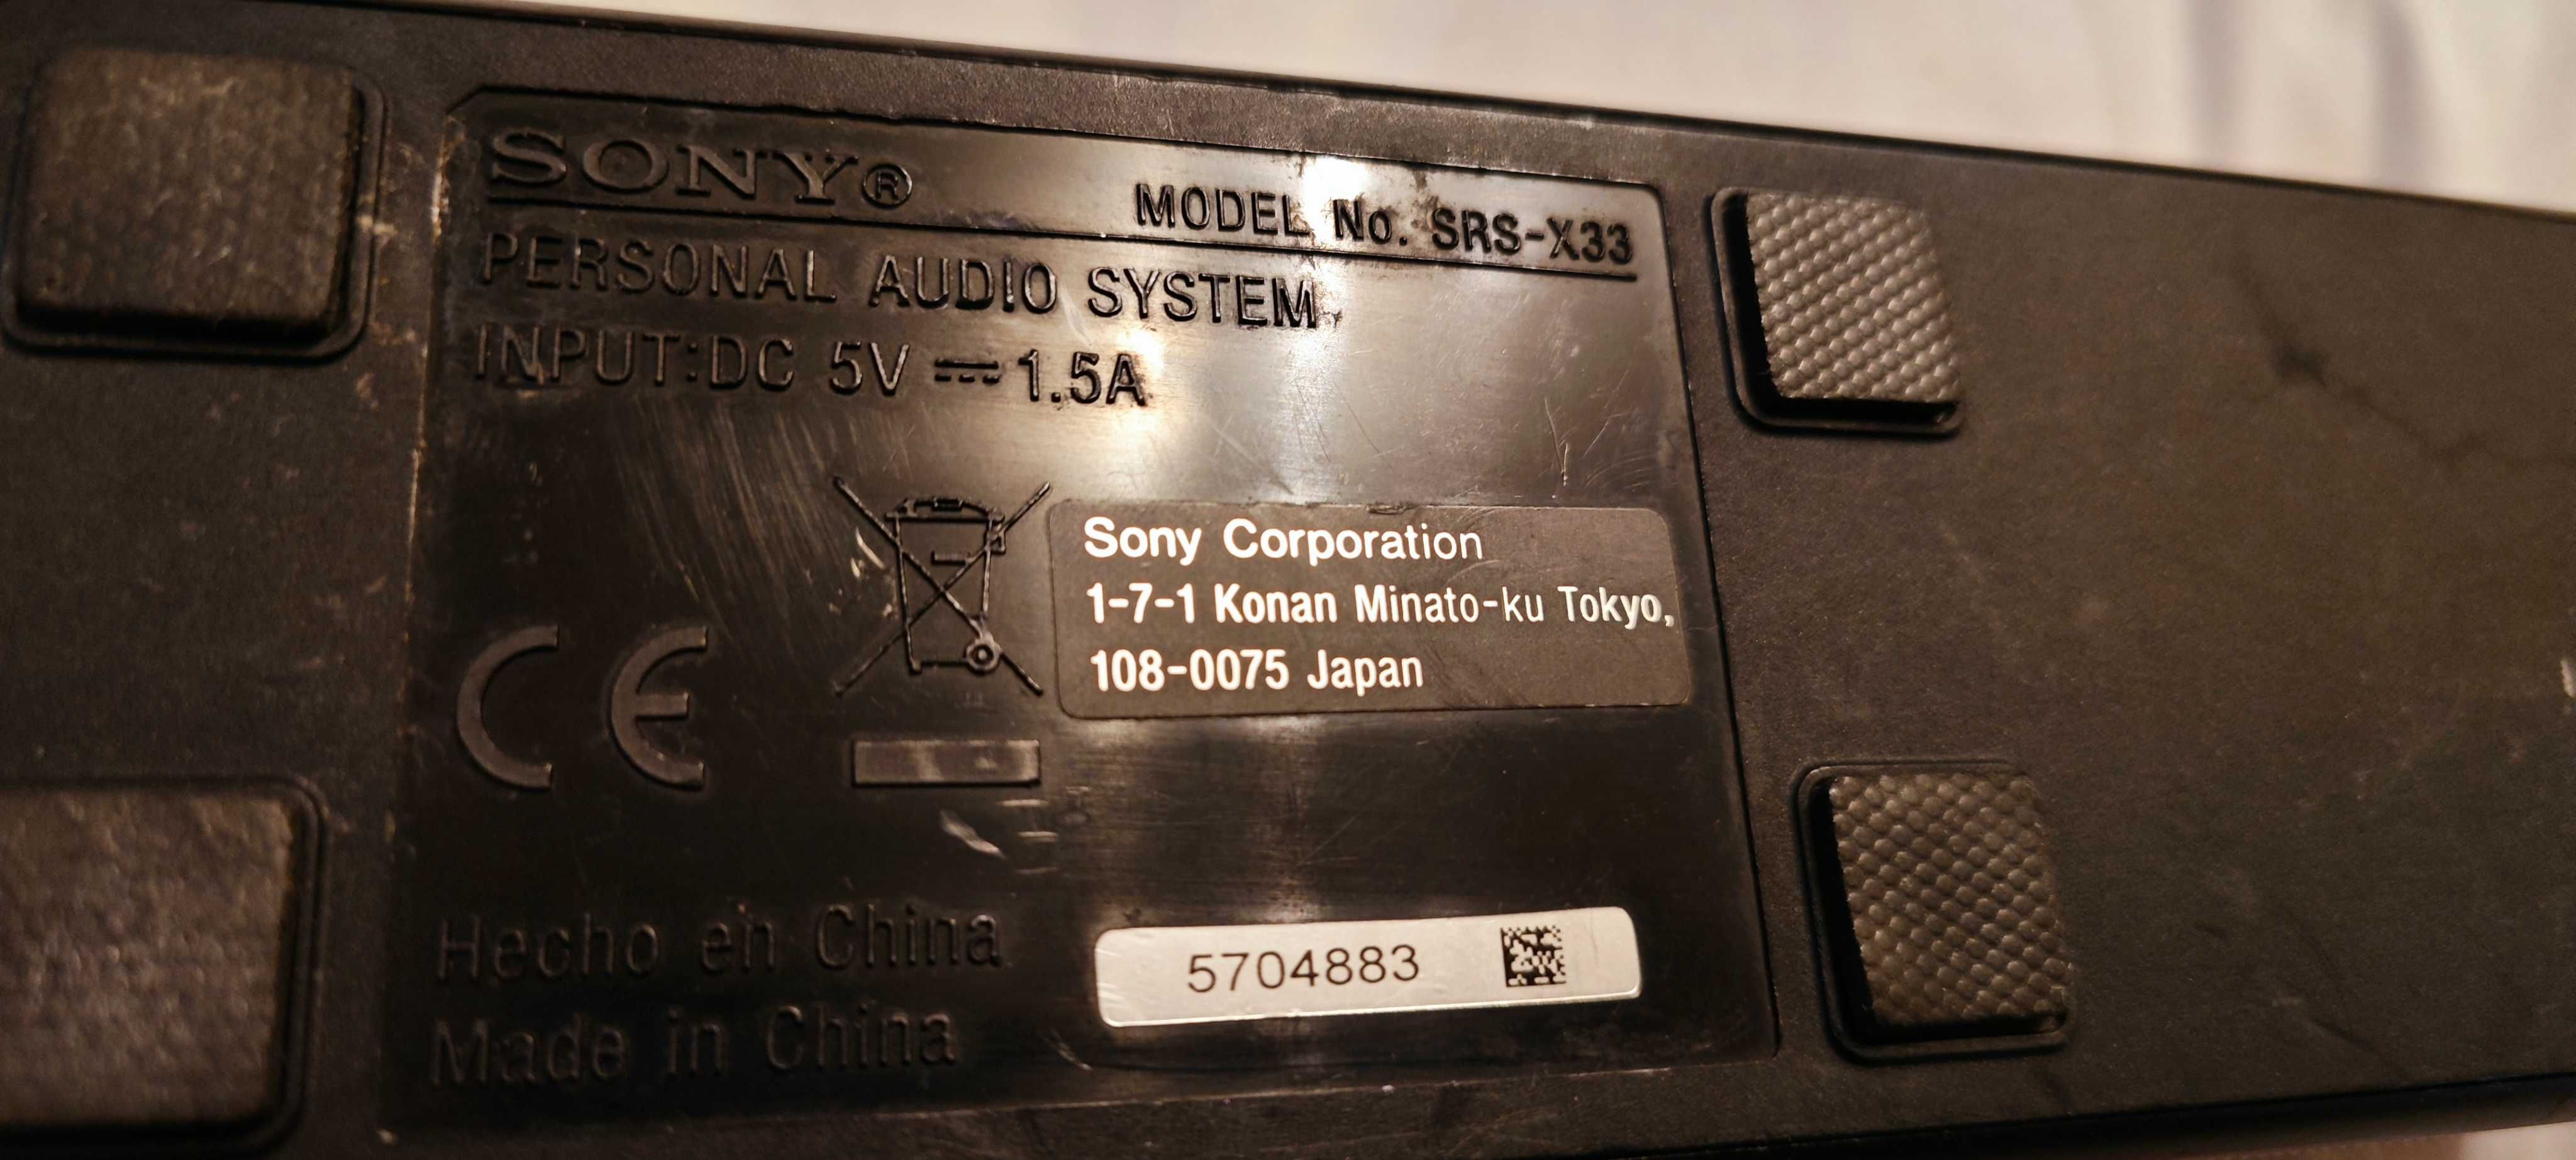 SONY®
MODEL No. SRS-X33
PERSONAL AUDIO SYSTEM
INPUT:DC 5V ⎓ 1.5A
Sony Corporation
1-7-1 Konan Minato-ku Tokyo,
108-0075 Japan
CE
Hecho en China
Made in China
5704883